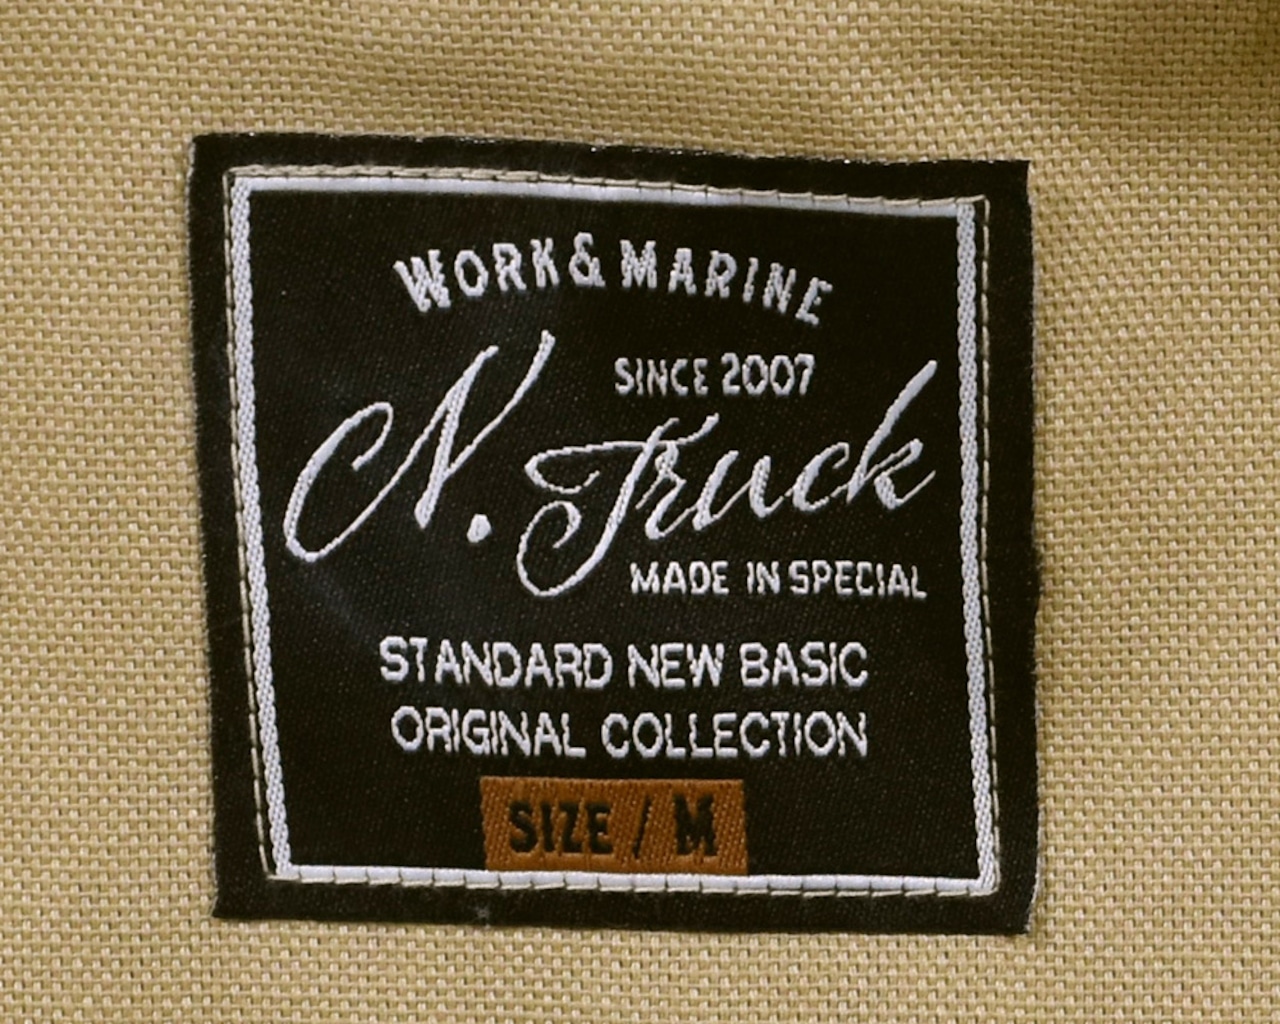 WORK & MARINE
SINCE 2007
N. Truck
MADE IN SPECIAL
STANDARD NEW BASIC
ORIGINAL COLLECTION
SIZE / M